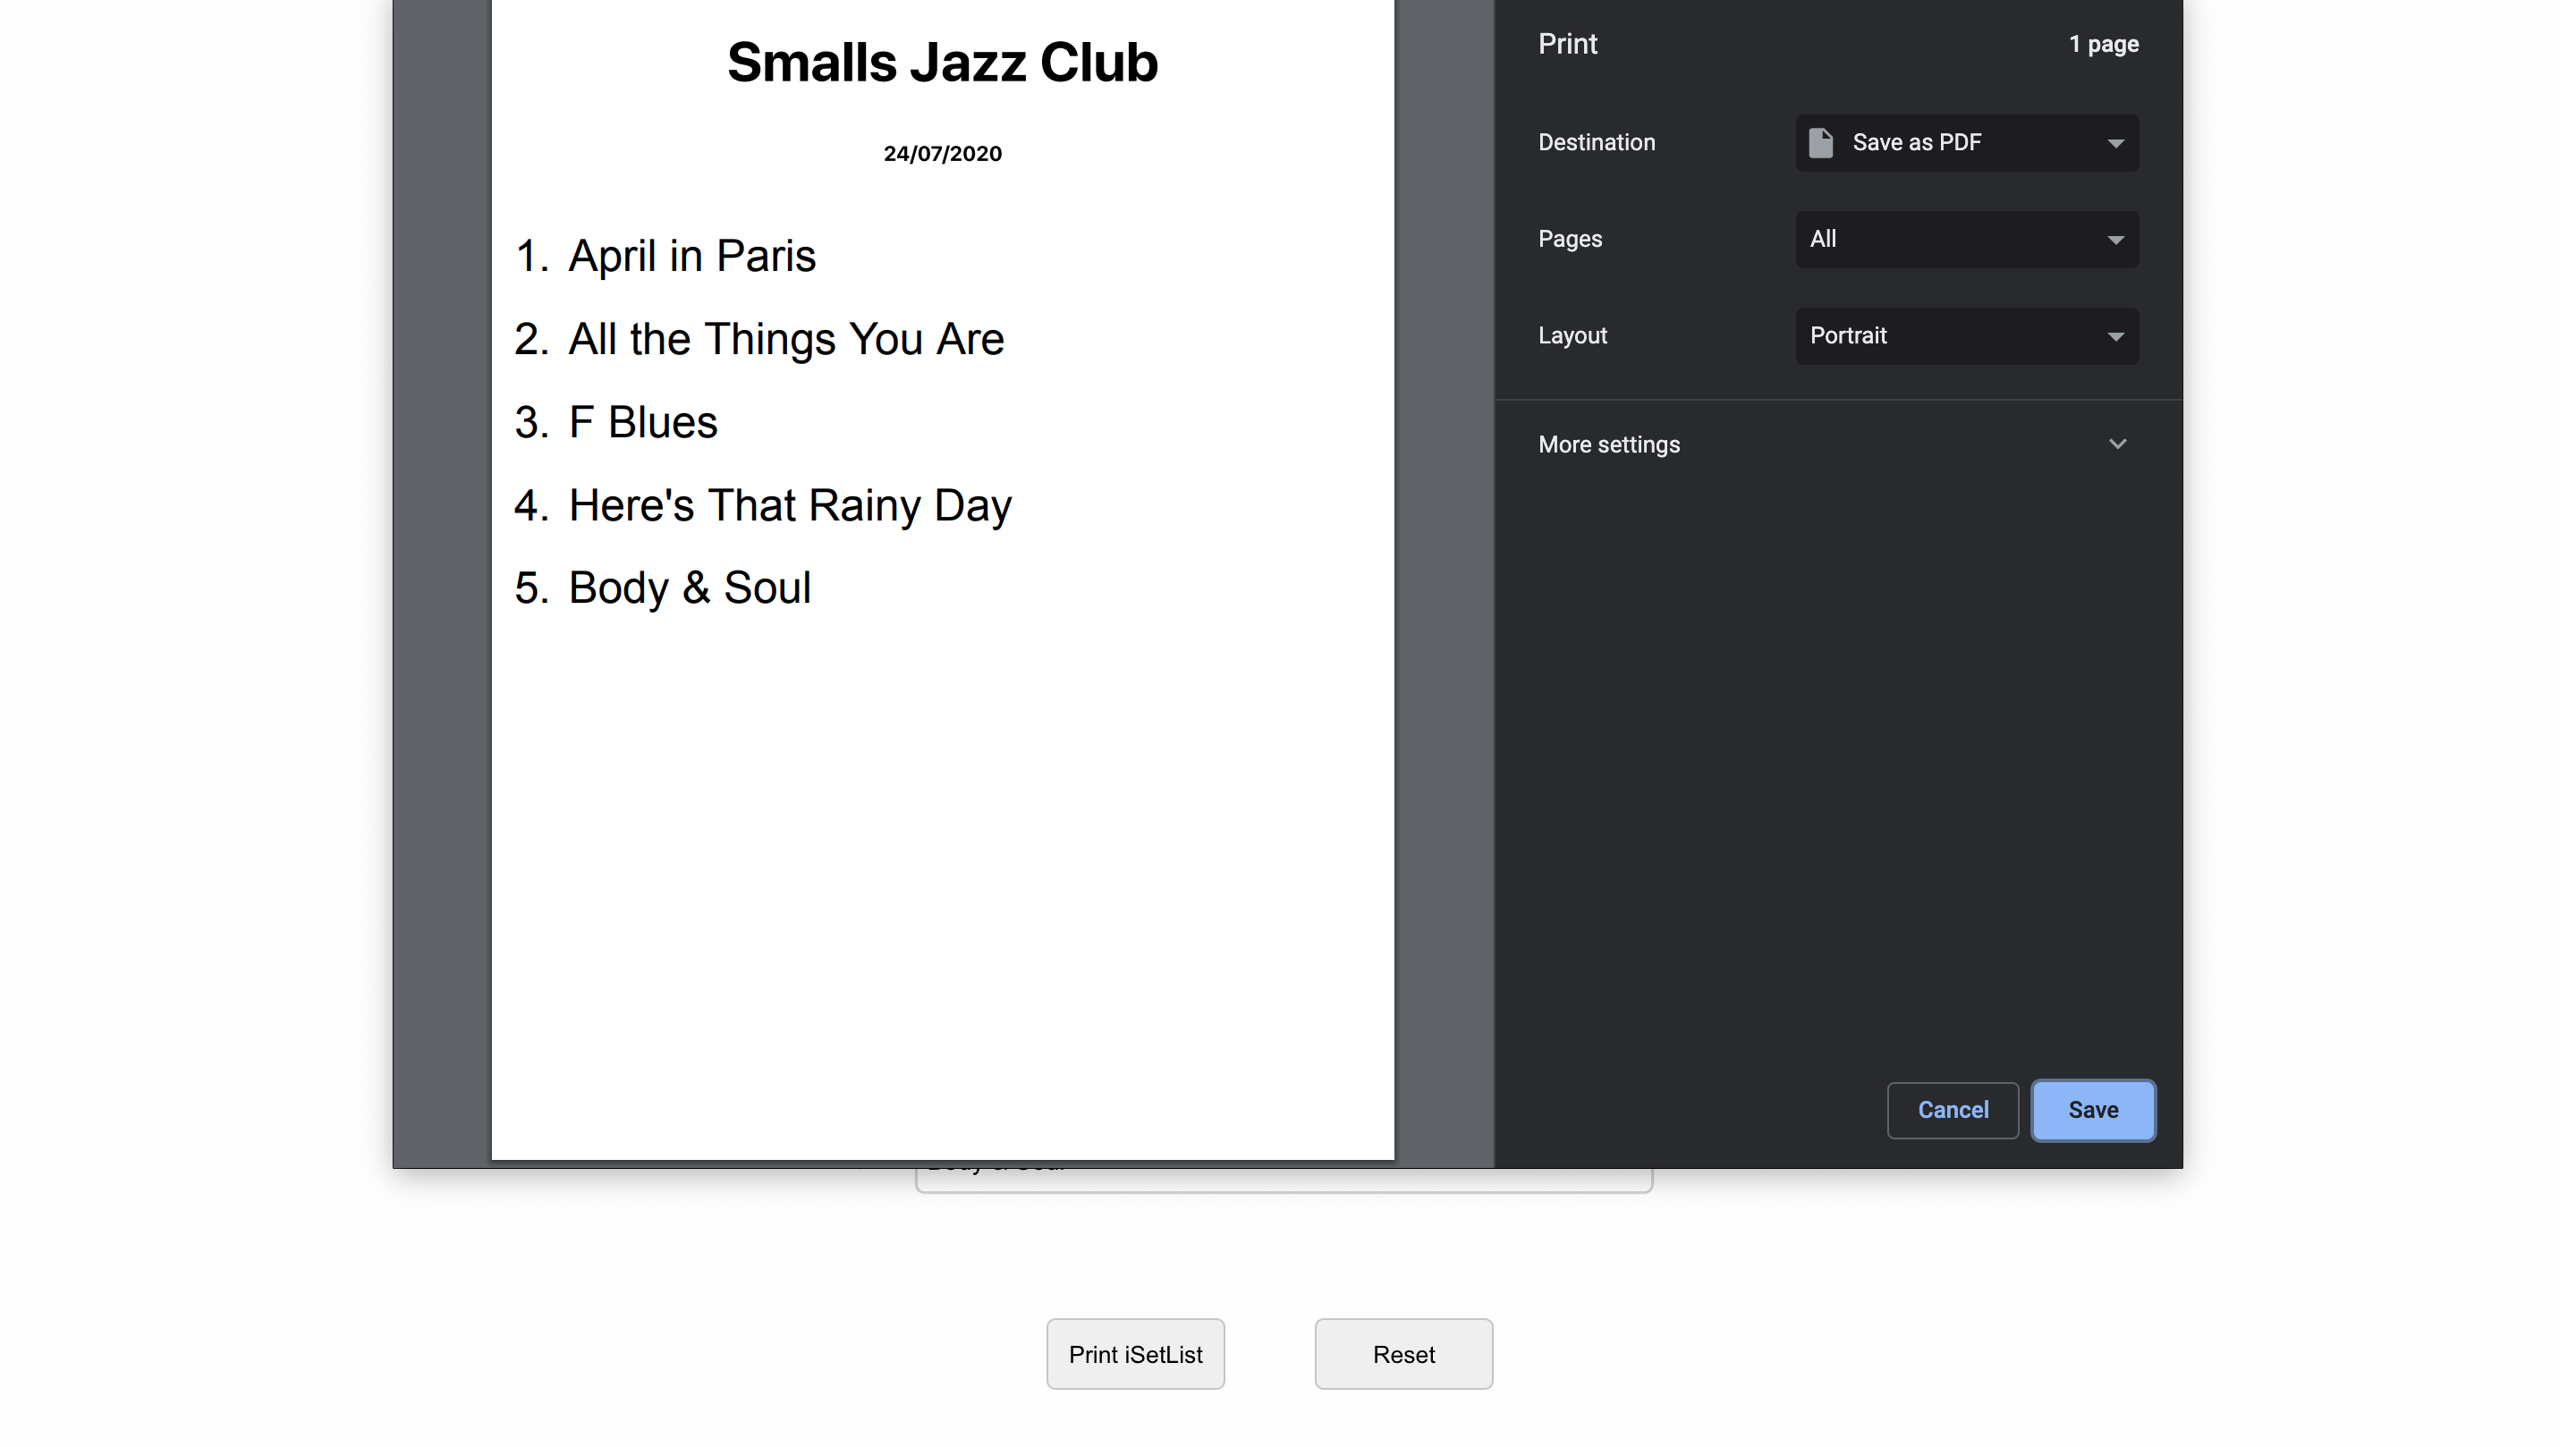 Smalls Jazz Club
24/07/2020
1. April in Paris
2. All the Things You Are
3. F Blues
4. Here's That Rainy Day
5. Body & Soul
Print
1 page
Destination
Save as PDF
Pages
All
Layout
Portrait
More settings
Cancel
Save
Print iSetList
Reset